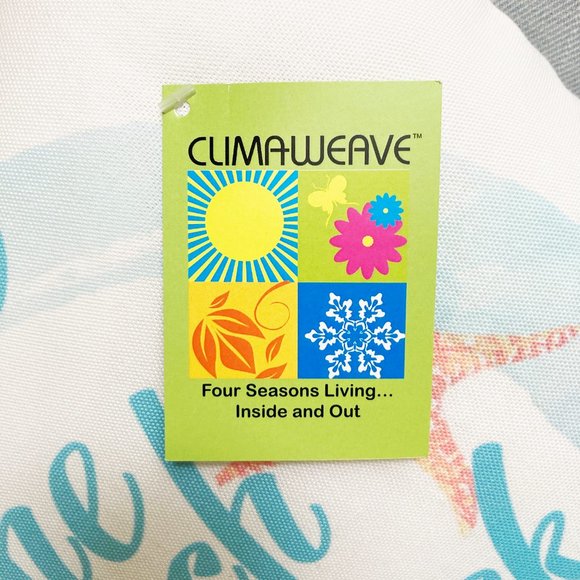 CLIMAWEAVE™
Four Seasons Living...
Inside and Out